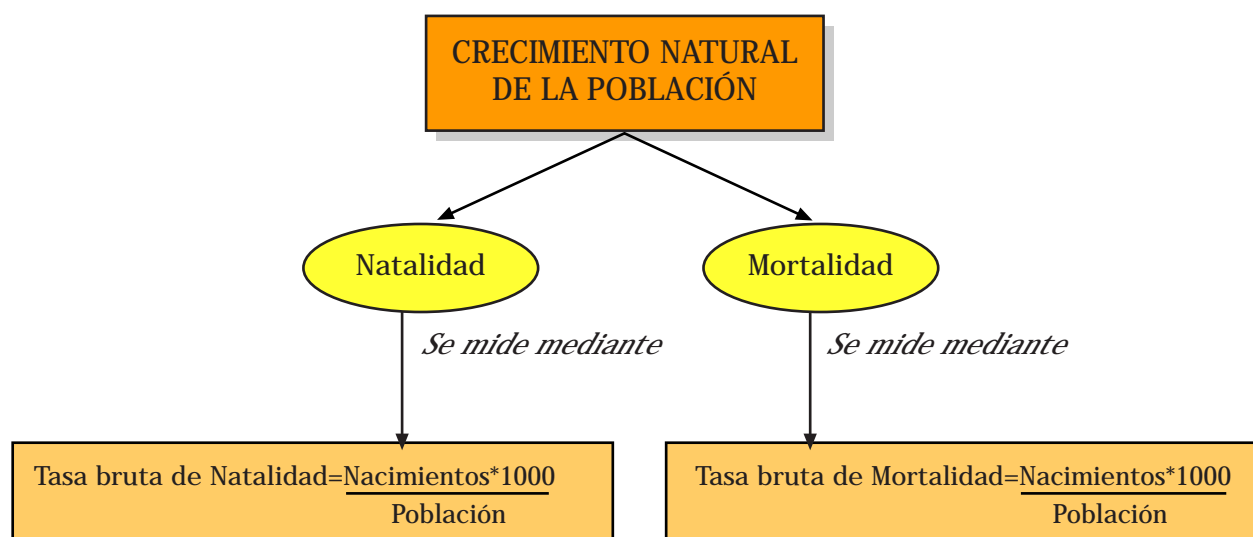 CRECIMIENTO NATURAL
DE LA POBLACIÓN
Natalidad
Mortalidad
Se mide mediante
Se mide mediante
Tasa bruta de Natalidad=Nacimientos*1000
Población
Tasa bruta de Mortalidad=Nacimientos*1000
Población